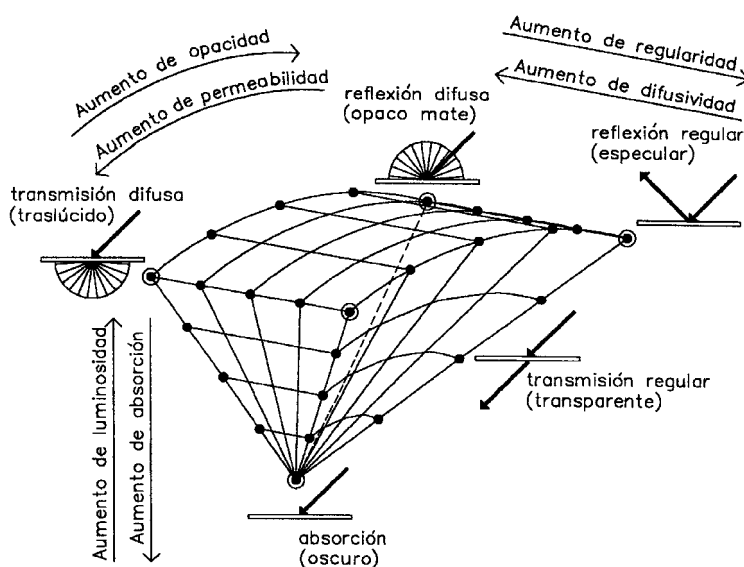 Aumento de opacidad
Aumento de permeabilidad
Aumento de regularidad
Aumento de difusividad
reflexión difusa
(opaco mate)
reflexión regular
(especular)
transmisión difusa
(traslúcido)
Aumento de luminosidad
Aumento de absorción
transmisión regular
(transparente)
absorción
(oscuro)